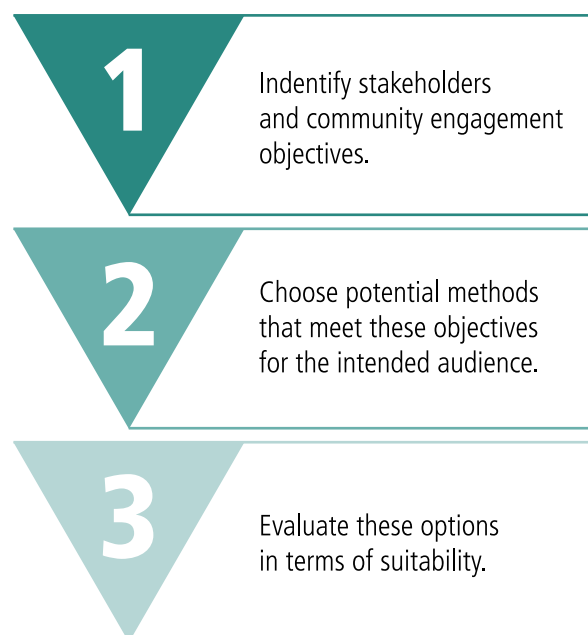 1
Indentify stakeholders
and community engagement
objectives.
2
Choose potential methods
that meet these objectives
for the intended audience.
3
Evaluate these options
in terms of suitability.